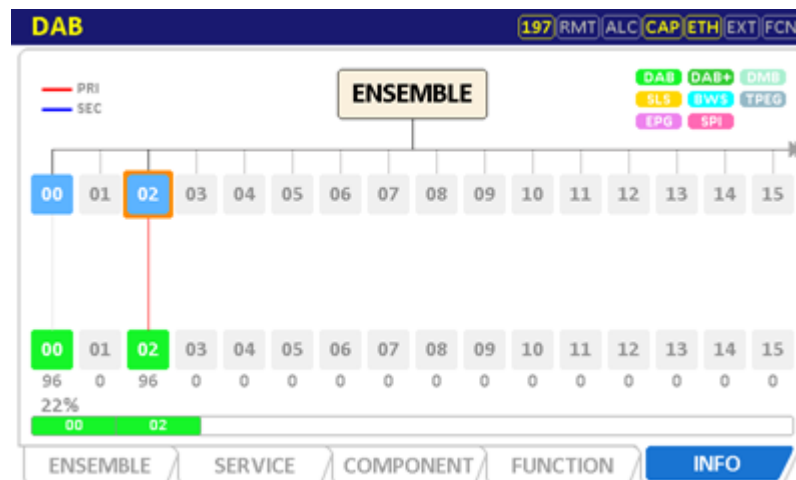 DAB 197 RMT ALC CAP ETH EXT FCN
PRI
SEC
ENSEMBLE
DAB DAB+ DMB
SLS BWS TPEG
EPG SPI
00 01 02 03 04 05 06 07 08 09 10 11 12 13 14 15
00 01 02 03 04 05 06 07 08 09 10 11 12 13 14 15
96 0 96 0 0 0 0 0 0 0 0 0 0 0 0 0
22%
00 02
ENSEMBLE SERVICE COMPONENT FUNCTION INFO